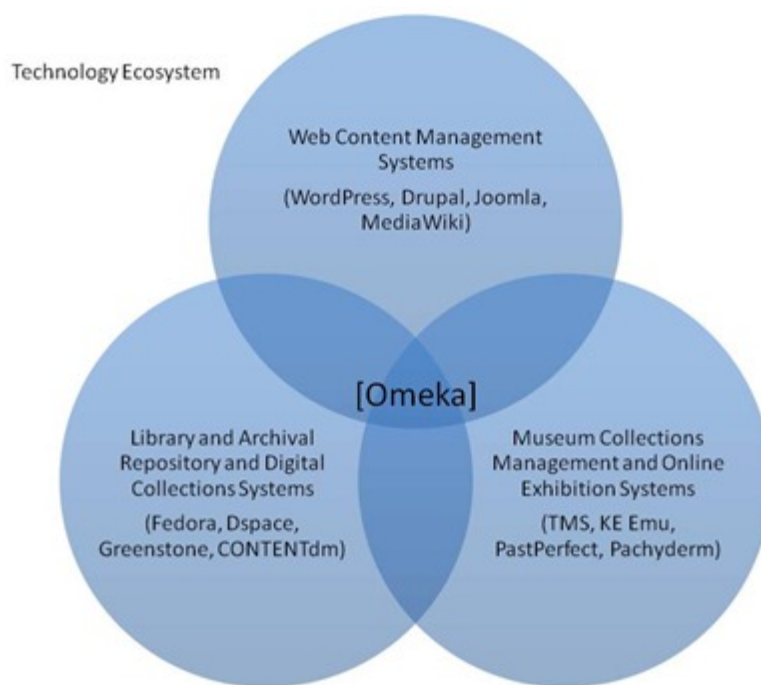 Technology Ecosystem
Web Content Management
Systems
(WordPress, Drupal, Joomla,
MediaWiki)
[Omeka]
Library and Archival
Repository and Digital
Collections Systems
(Fedora, Dspace,
Greenstone, CONTENTdm)
Museum Collections
Management and Online
Exhibition Systems
(TMS, KE Emu,
PastPerfect, Pachyderm)